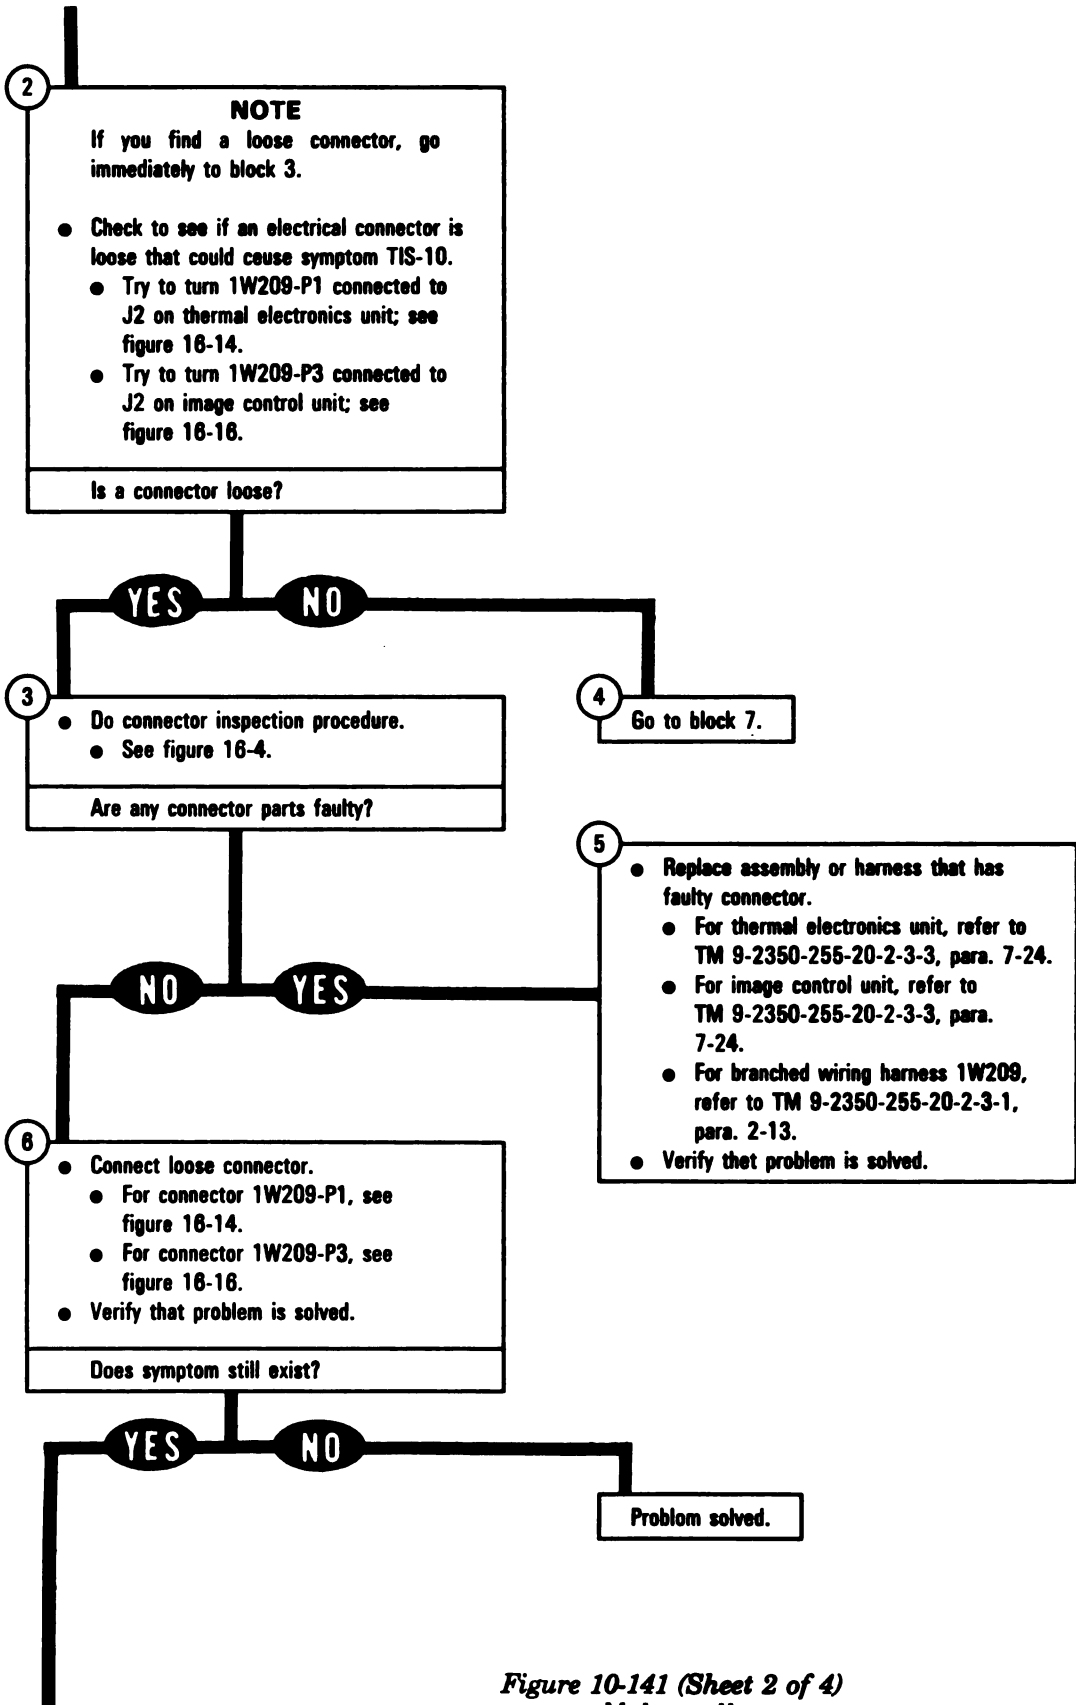 2
NOTE
If you find a loose connector, go
immediately to block 3.
● Check to see if an electrical connector is
loose that could ceuse symptom TIS-10.
● Try to turn 1W209-P1 connected to
J2 on thermal electronics unit; see
figure 16-14.
● Try to turn 1W209-P3 connected to
J2 on image control unit; see
figure 16-16.
Is a connector loose?
YES
NO
3
● Do connector inspection procedure.
● See figure 16-4.
Are any connector parts faulty?
4
Go to block 7.
NO
YES
5
● Replace assembly or harness that has
faulty connector.
● For thermal electronics unit, refer to
TM 9-2350-255-20-2-3-3, para. 7-24.
● For image control unit, refer to
TM 9-2350-255-20-2-3-3, para.
7-24.
● For branched wiring harness 1W209,
refer to TM 9-2350-255-20-2-3-1,
para. 2-13.
● Verify thet problem is solved.
6
● Connect loose connector.
● For connector 1W209-P1, see
figure 16-14.
● For connector 1W209-P3, see
figure 16-16.
● Verify that problem is solved.
Does symptom still exist?
YES
NO
Problom solved.
Figure 10-141 (Sheet 2 of 4)